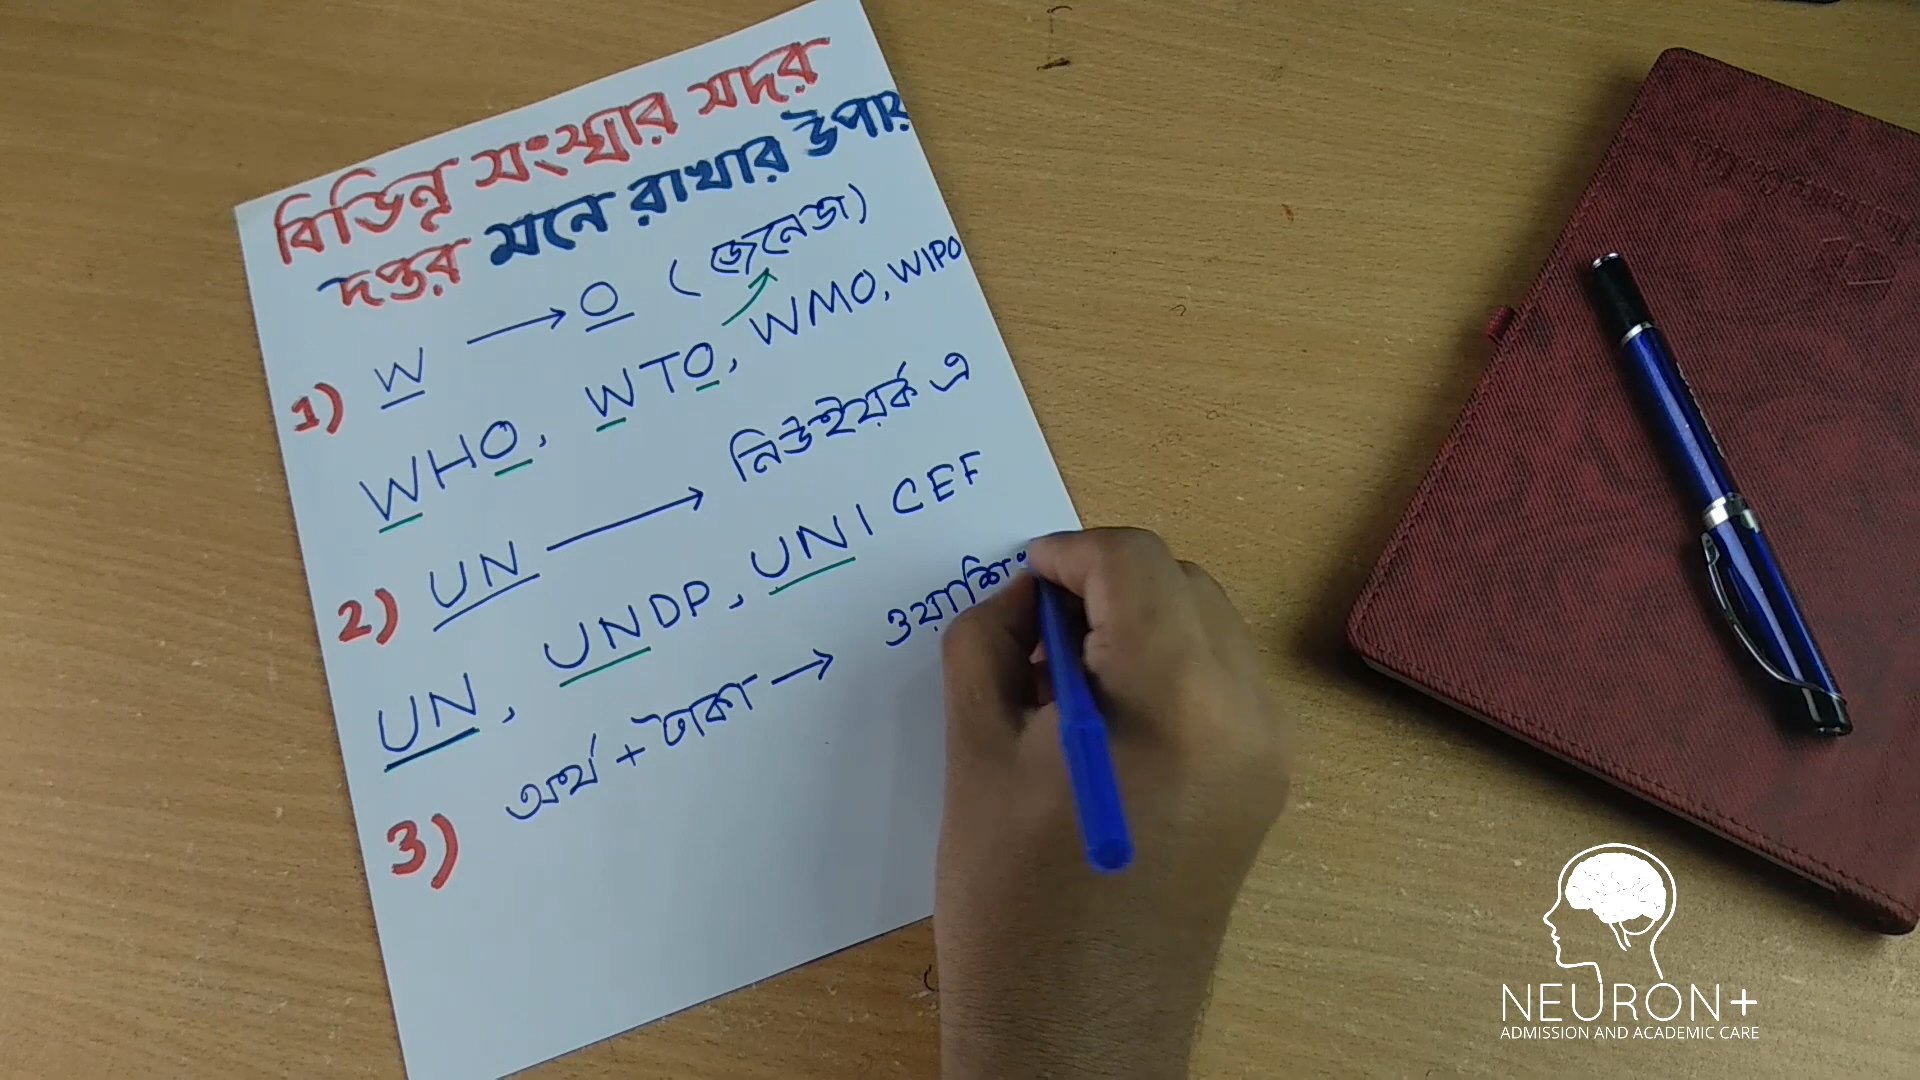 বিভিন্ন সংস্থার সদর
দপ্তর মনে রাখার উপায়
1) W → O (জেনেভা)
WHO, WTO, WMO, WIPO
2) UN → নিউইয়র্ক এ
UN, UNDP, UNICEF
3) অর্থ + টাকা → ওয়াশিং
NEURON+
ADMISSION AND ACADEMIC CARE